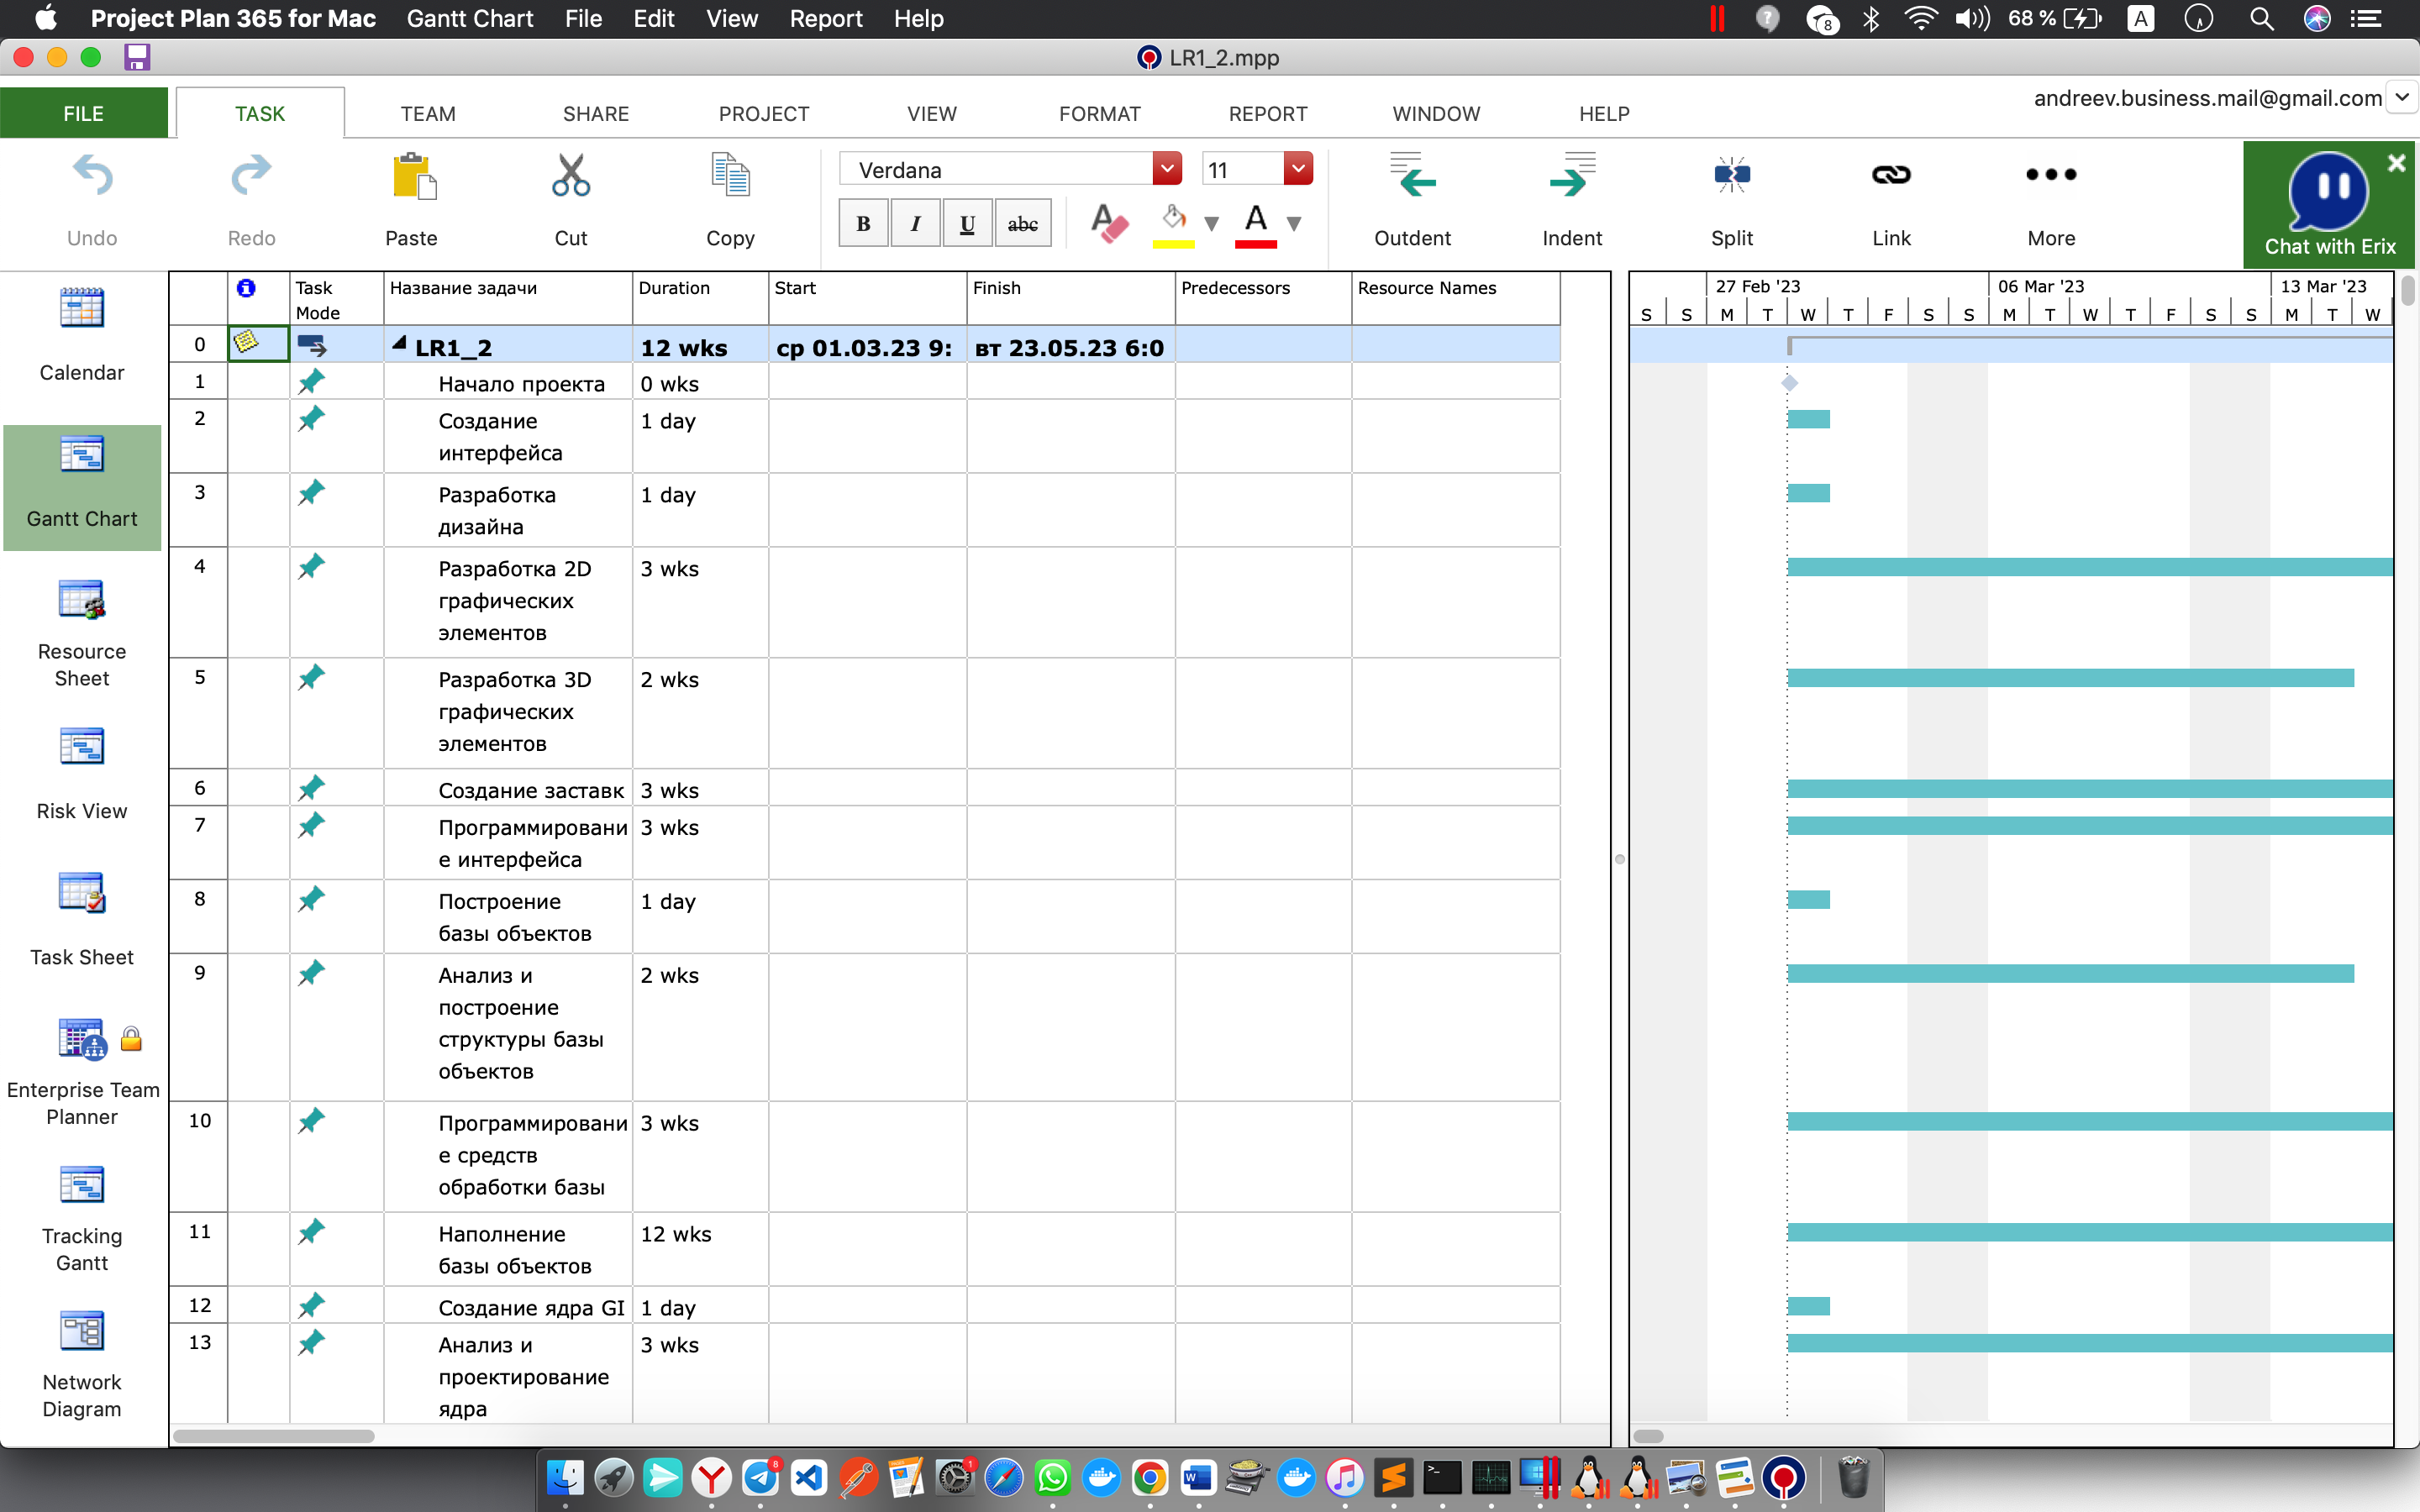 Project Plan 365 for Mac Gantt Chart File Edit View Report Help 8 68 % A
LR1_2.mpp
FILE TASK TEAM SHARE PROJECT VIEW FORMAT REPORT WINDOW HELP andreev.business.mail@gmail.com
Verdana 11
B I U abc A
Undo Redo Paste Cut Copy Outdent Indent Split Link More Chat with Erix
Calendar
Gantt Chart
Resource
Sheet
Risk View
Task Sheet
Enterprise Team
Planner
Tracking
Gantt
Network
Diagram
Task
Mode Название задачи Duration Start Finish Predecessors Resource Names
27 Feb '23 06 Mar '23 13 Mar '23
S S M T W T F S S M T W T F S S M T W
0 LR1_2 12 wks ср 01.03.23 9: вт 23.05.23 6:0
1 Начало проекта 0 wks
2 Создание 1 day
интерфейса
3 Разработка 1 day
дизайна
4 Разработка 2D 3 wks
графических
элементов
5 Разработка 3D 2 wks
графических
элементов
6 Создание заставк 3 wks
7 Программировани 3 wks
е интерфейса
8 Построение 1 day
базы объектов
9 Анализ и 2 wks
построение
структуры базы
объектов
10 Программировани 3 wks
е средств
обработки базы
11 Наполнение 12 wks
базы объектов
12 Создание ядра GI 1 day
13 Анализ и 3 wks
проектирование
ядра
8 1